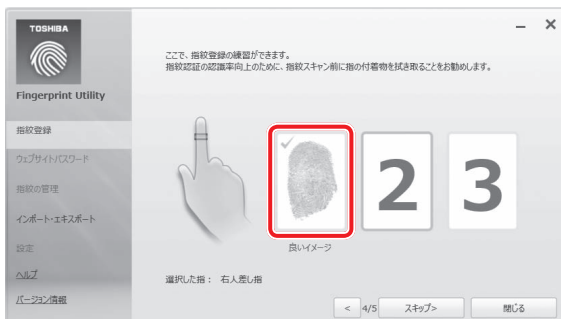 TOSHIBA
Fingerprint Utility
指紋登録
ウェブサイトパスワード
指紋の管理
インポート・エキスポート
設定
ヘルプ
バージョン情報
ここで、指紋登録の練習ができます。
指紋認証の認識率向上のために、指紋スキャン前に指の付着物を拭き取ることをお勧めします。
2
3
良いイメージ
選択した指： 右人差し指
< 4/5 スキップ> 閉じる